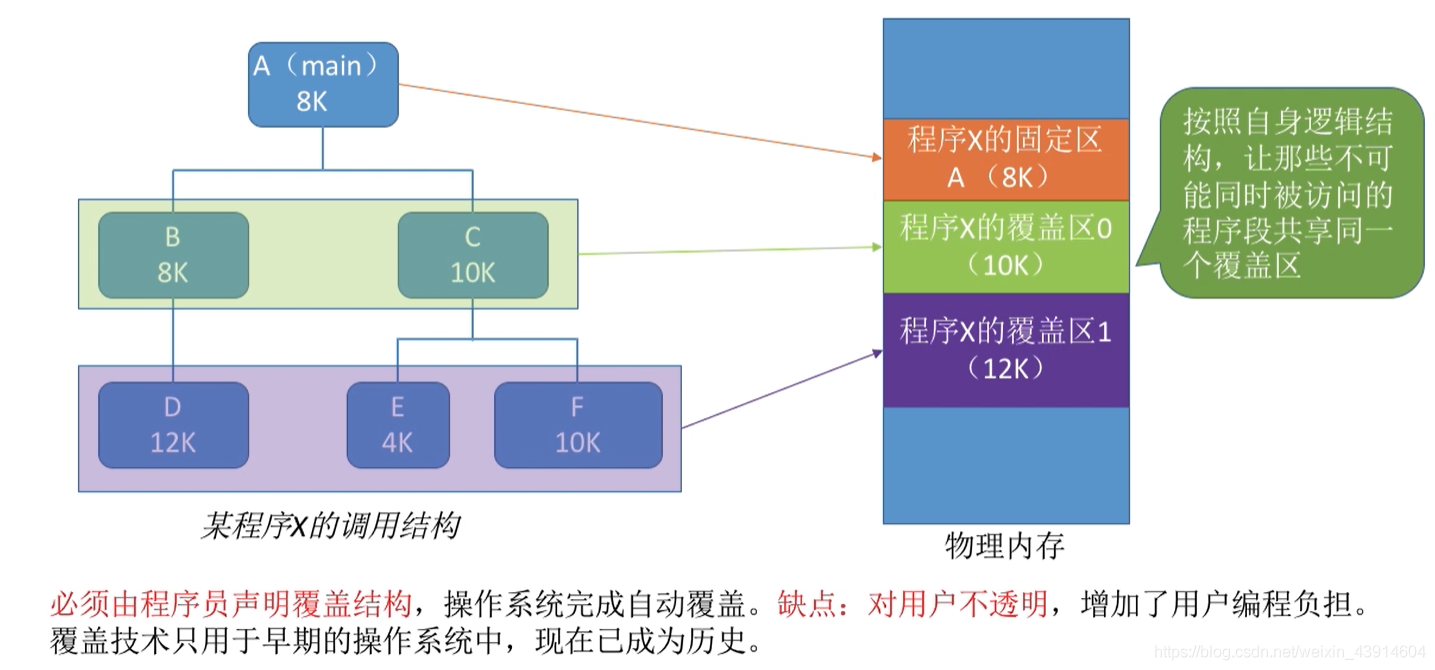 A（main）
8K
B
8K
C
10K
D
12K
E
4K
F
10K
某程序X的调用结构
程序X的固定区
A （8K）
程序X的覆盖区0
（10K）
程序X的覆盖区1
（12K）
物理内存
按照自身逻辑结
构，让那些不可
能同时被访问的
程序段共享同一
个覆盖区
必须由程序员声明覆盖结构，操作系统完成自动覆盖。缺点：对用户不透明，增加了用户编程负担。
覆盖技术只用于早期的操作系统中，现在已成为历史。
https://blog.csdn.net/weixin_43914604